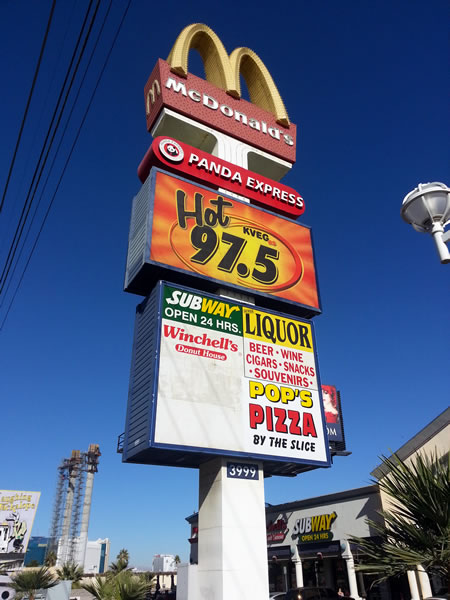 McDonald's
PANDA EXPRESS
Hot
KVEG
97.5
SUBWAY
OPEN 24 HRS.
Winchell's
Donut House
LIQUOR
BEER • WINE
CIGARS • SNACKS
• SOUVENIRS •
POP'S
PIZZA
BY THE SLICE
3999
SUBWAY
OPEN 24 HRS